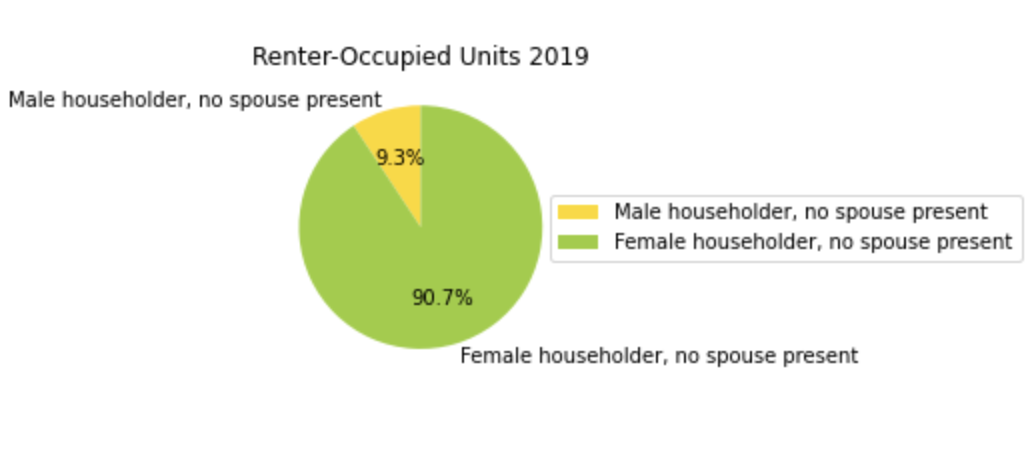 Renter-Occupied Units 2019
Male householder, no spouse present
9.3%
Male householder, no spouse present
Female householder, no spouse present
90.7%
Female householder, no spouse present